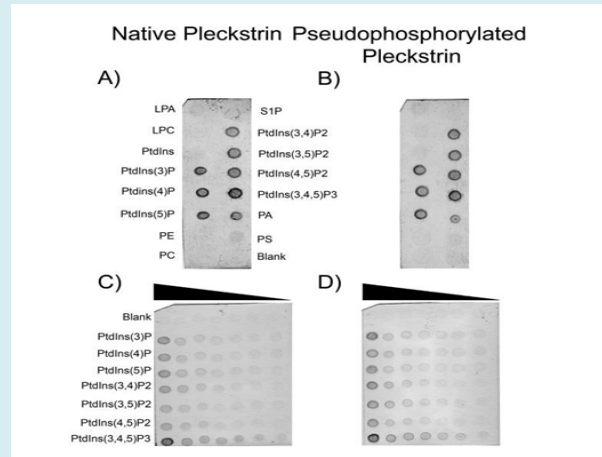 Native Pleckstrin Pseudophosphorylated
Pleckstrin
A)
B)
LPA
S1P
LPC
PtdIns(3,4)P2
PtdIns
PtdIns(3,5)P2
PtdIns(3)P
PtdIns(4,5)P2
Ptdins(4)P
PtdIns(3,4,5)P3
PtdIns(5)P
PA
PE
PS
PC
Blank
C)
D)
Blank
PtdIns(3)P
PtdIns(4)P
PtdIns(5)P
PtdIns(3,4)P2
PtdIns(3,5)P2
PtdIns(4,5)P2
PtdIns(3,4,5)P3